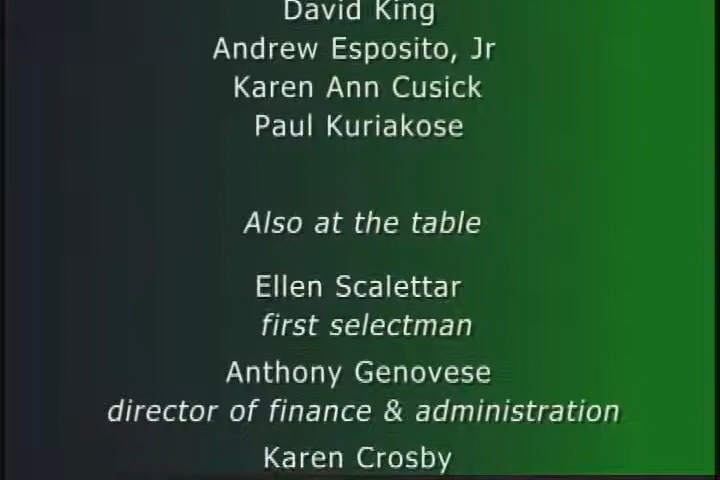 David King
Andrew Esposito, Jr
Karen Ann Cusick
Paul Kuriakose
Also at the table
Ellen Scalettar
first selectman
Anthony Genovese
director of finance & administration
Karen Crosby